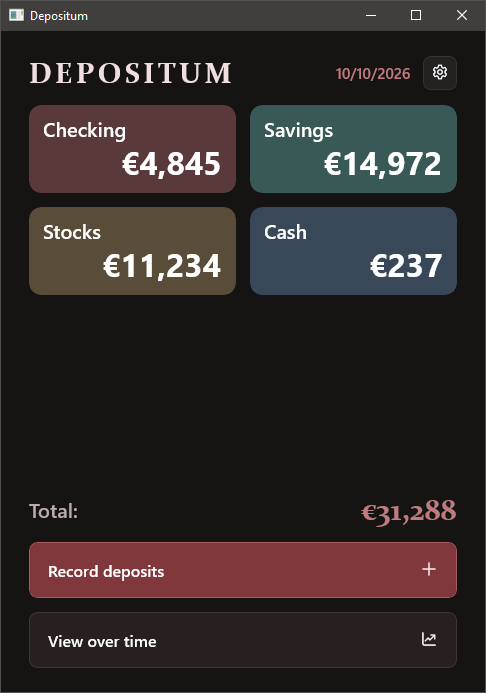 Depositum
DEPOSITUM
10/10/2026
Checking
€4,845
Savings
€14,972
Stocks
€11,234
Cash
€237
Total:
€31,288
Record deposits
View over time